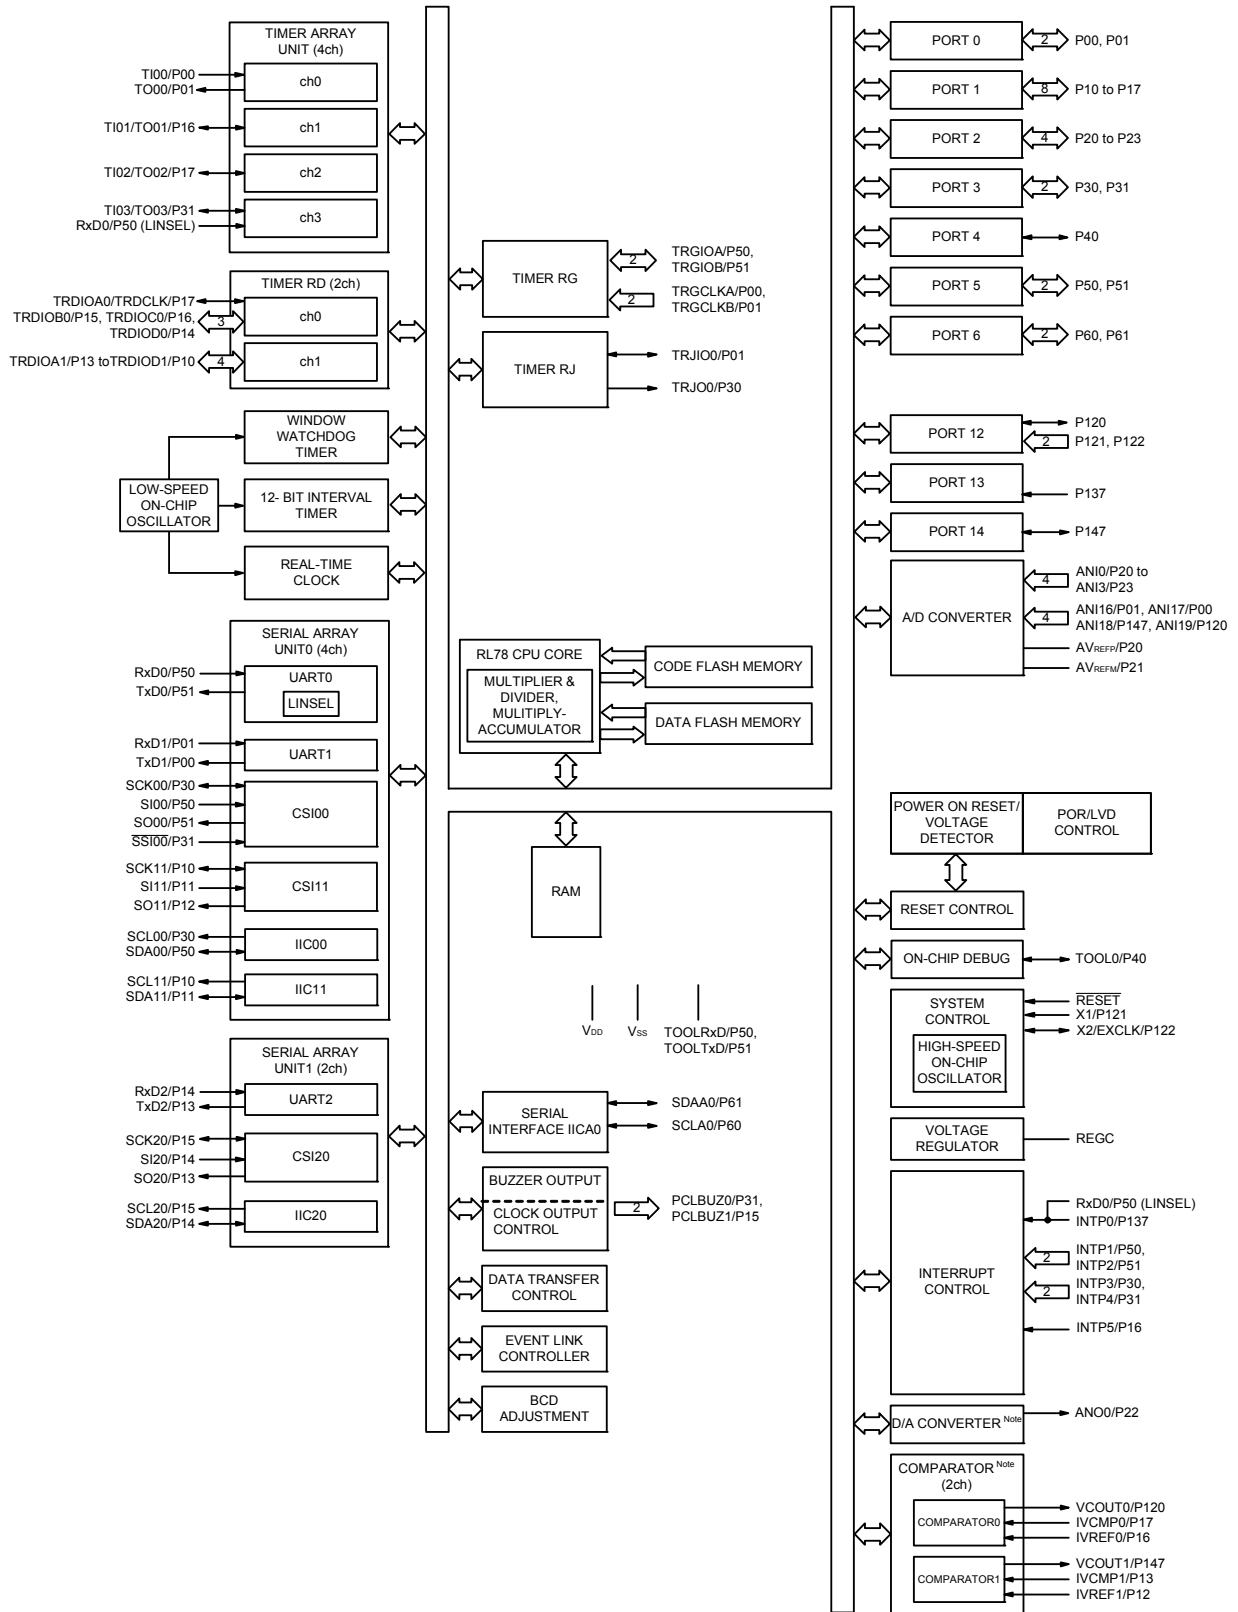 TIMER ARRAY
UNIT (4ch)
TI00/P00
TO00/P01
ch0
TI01/TO01/P16
ch1
TI02/TO02/P17
ch2
TI03/TO03/P31
RxD0/P50 (LINSEL)
ch3
TIMER RD (2ch)
TRDIOA0/TRDCLK/P17
TRDIOB0/P15, TRDIOC0/P16,
TRDIOD0/P14
3
ch0
TRDIOA1/P13 toTRDIOD1/P10
4
ch1
WINDOW
WATCHDOG
TIMER
LOW-SPEED
ON-CHIP
OSCILLATOR
12- BIT INTERVAL
TIMER
REAL-TIME
CLOCK
SERIAL ARRAY
UNIT0 (4ch)
RxD0/P50
TxD0/P51
UART0
LINSEL
RxD1/P01
TxD1/P00
UART1
SCK00/P30
SI00/P50
SO00/P51
SSI00/P31
CSI00
SCK11/P10
SI11/P11
SO11/P12
CSI11
SCL00/P30
SDA00/P50
IIC00
SCL11/P10
SDA11/P11
IIC11
SERIAL ARRAY
UNIT1 (2ch)
RxD2/P14
TxD2/P13
UART2
SCK20/P15
SI20/P14
SO20/P13
CSI20
SCL20/P15
SDA20/P14
IIC20
TIMER RG
2
TRGIOA/P50,
TRGIOB/P51
2
TRGCLKA/P00,
TRGCLKB/P01
TIMER RJ
TRJIO0/P01
TRJO0/P30
RL78 CPU CORE
MULTIPLIER &
DIVIDER,
MULTIPLY-
ACCUMULATOR
CODE FLASH MEMORY
DATA FLASH MEMORY
RAM
VDD
VSS
TOOLRxD/P50,
TOOLTxD/P51
SERIAL
INTERFACE IICA0
SDAA0/P61
SCLA0/P60
BUZZER OUTPUT
CLOCK OUTPUT
CONTROL
2
PCLBUZ0/P31,
PCLBUZ1/P15
DATA TRANSFER
CONTROL
EVENT LINK
CONTROLLER
BCD
ADJUSTMENT
PORT 0
2
P00, P01
PORT 1
8
P10 to P17
PORT 2
4
P20 to P23
PORT 3
2
P30, P31
PORT 4
P40
PORT 5
2
P50, P51
PORT 6
2
P60, P61
PORT 12
P120
2
P121, P122
PORT 13
P137
PORT 14
P147
A/D CONVERTER
4
ANI0/P20 to
ANI3/P23
4
ANI16/P01, ANI17/P00
ANI18/P147, ANI19/P120
AVREFP/P20
AVREFM/P21
POWER ON RESET/
VOLTAGE
DETECTOR
POR/LVD
CONTROL
RESET CONTROL
ON-CHIP DEBUG
TOOL0/P40
SYSTEM
CONTROL
HIGH-SPEED
ON-CHIP
OSCILLATOR
RESET
X1/P121
X2/EXCLK/P122
VOLTAGE
REGULATOR
REGC
INTERRUPT
CONTROL
RxD0/P50 (LINSEL)
INTP0/P137
2
INTP1/P50,
INTP2/P51
2
INTP3/P30,
INTP4/P31
INTP5/P16
D/A CONVERTER Note
ANO0/P22
COMPARATOR Note
(2ch)
COMPARATOR0
VCOUT0/P120
IVCMP0/P17
IVREF0/P16
COMPARATOR1
VCOUT1/P147
IVCMP1/P13
IVREF1/P12